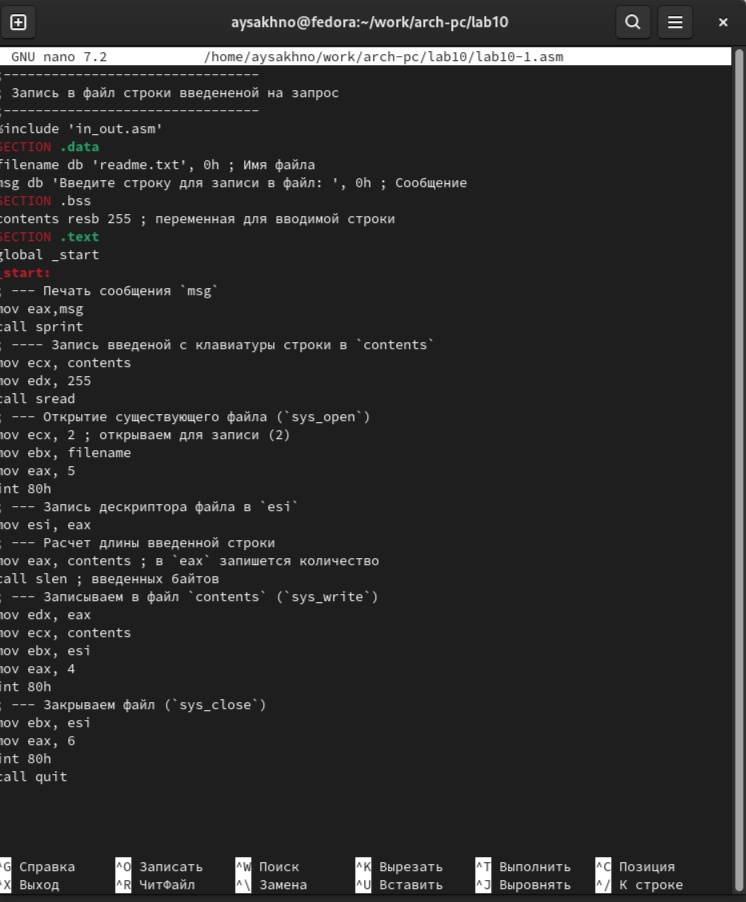 aysakhno@fedora:~/work/arch-pc/lab10
GNU nano 7.2 /home/aysakhno/work/arch-pc/lab10/lab10-1.asm
;--------------------------------
; Запись в файл строки введененой на запрос
;--------------------------------
%include 'in_out.asm'
SECTION .data
filename db 'readme.txt', 0h ; Имя файла
msg db 'Введите строку для записи в файл: ', 0h ; Сообщение
SECTION .bss
contents resb 255 ; переменная для вводимой строки
SECTION .text
global _start
_start:
; --- Печать сообщения `msg`
mov eax,msg
call sprint
; ---- Запись введеной с клавиатуры строки в `contents`
mov ecx, contents
mov edx, 255
call sread
; --- Открытие существующего файла (`sys_open`)
mov ecx, 2 ; открываем для записи (2)
mov ebx, filename
mov eax, 5
int 80h
; --- Запись дескриптора файла в `esi`
mov esi, eax
; --- Расчет длины введенной строки
mov eax, contents ; в `eax` запишется количество
call slen ; введенных байтов
; --- Записываем в файл `contents` (`sys_write`)
mov edx, eax
mov ecx, contents
mov ebx, esi
mov eax, 4
int 80h
; --- Закрываем файл (`sys_close`)
mov ebx, esi
mov eax, 6
int 80h
call quit
^G Справка ^O Записать ^W Поиск ^K Вырезать ^T Выполнить ^C Позиция
^X Выход ^R ЧитФайл ^\ Замена ^U Вставить ^J Выровнять ^/ К строке